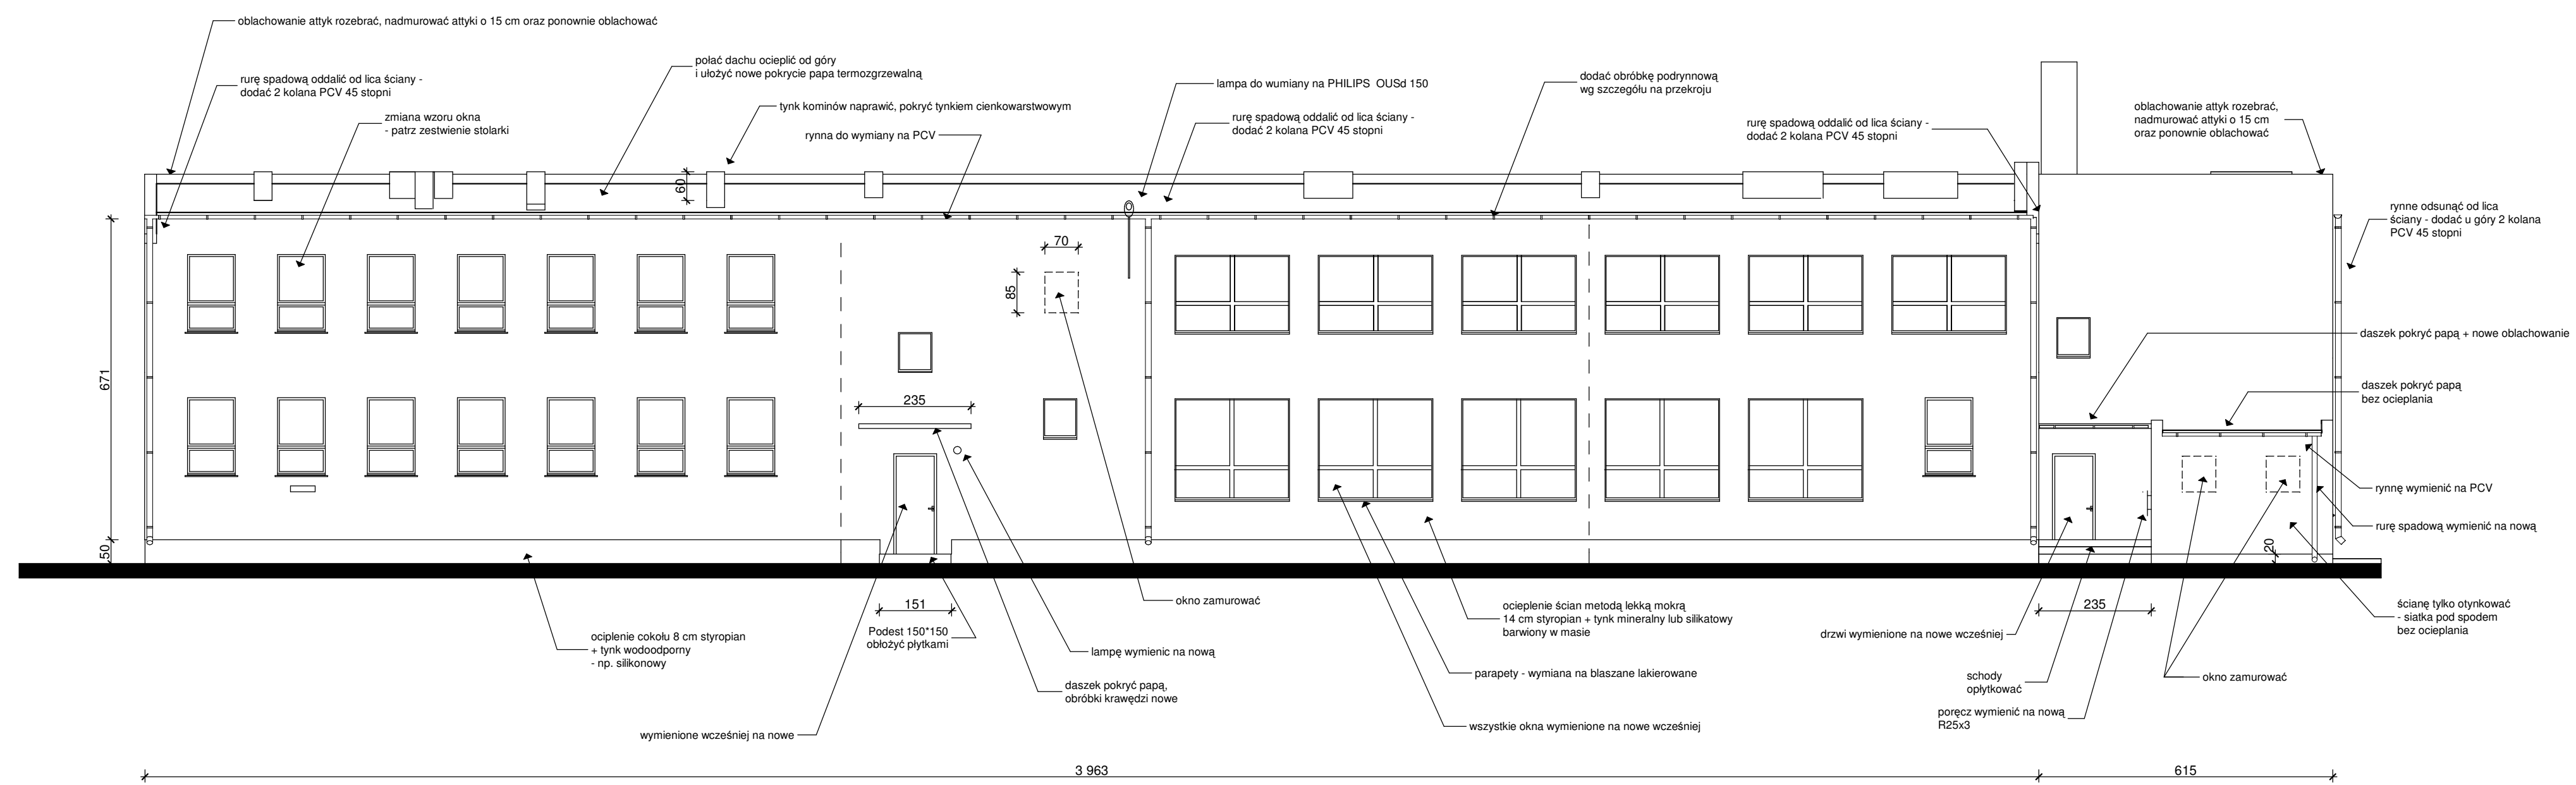 oblachowanie attyk rozebrać, nadmurować attyki o 15 cm oraz ponownie oblachować
rurę spadową oddalić od lica ściany -
dodać 2 kolana PCV 45 stopni
zmiana wzoru okna
- patrz zestwienie stolarki
połać dachu ocieplić od góry
i ułożyć nowe pokrycie papa termozgrzewalną
tynk kominów naprawić, pokryć tynkiem cienkowarstwowym
rynna do wymiany na PCV
lampa do wumiany na PHILIPS OUSd 150
rurę spadową oddalić od lica ściany -
dodać 2 kolana PCV 45 stopni
dodać obróbkę podrynnową
wg szczegółu na przekroju
rurę spadową oddalić od lica ściany -
dodać 2 kolana PCV 45 stopni
oblachowanie attyk rozebrać,
nadmurować attyki o 15 cm
oraz ponownie oblachować
rynne odsunąć od lica
ściany - dodać u góry 2 kolana
PCV 45 stopni
60
70
85
671
235
50
daszek pokryć papą + nowe oblachowanie
daszek pokryć papą
bez ocieplania
rynnę wymienić na PCV
rurę spadową wymienić na nową
20
151
235
Podest 150*150
obłożyć płytkami
ociplenie cokołu 8 cm styropian
+ tynk wodoodporny
- np. silikonowy
lampę wymienic na nową
daszek pokryć papą,
obróbki krawędzi nowe
wymienione wcześniej na nowe
okno zamurować
ocieplenie ścian metodą lekką mokrą
14 cm styropian + tynk mineralny lub silikatowy
barwiony w masie
parapety - wymiana na blaszane lakierowane
wszystkie okna wymienione na nowe wcześniej
drzwi wymienione na nowe wcześniej
schody
opłytkować
poręcz wymienić na nową
R25x3
okno zamurować
ścianę tylko otynkować
- siatka pod spodem
bez ocieplania
3 963
615